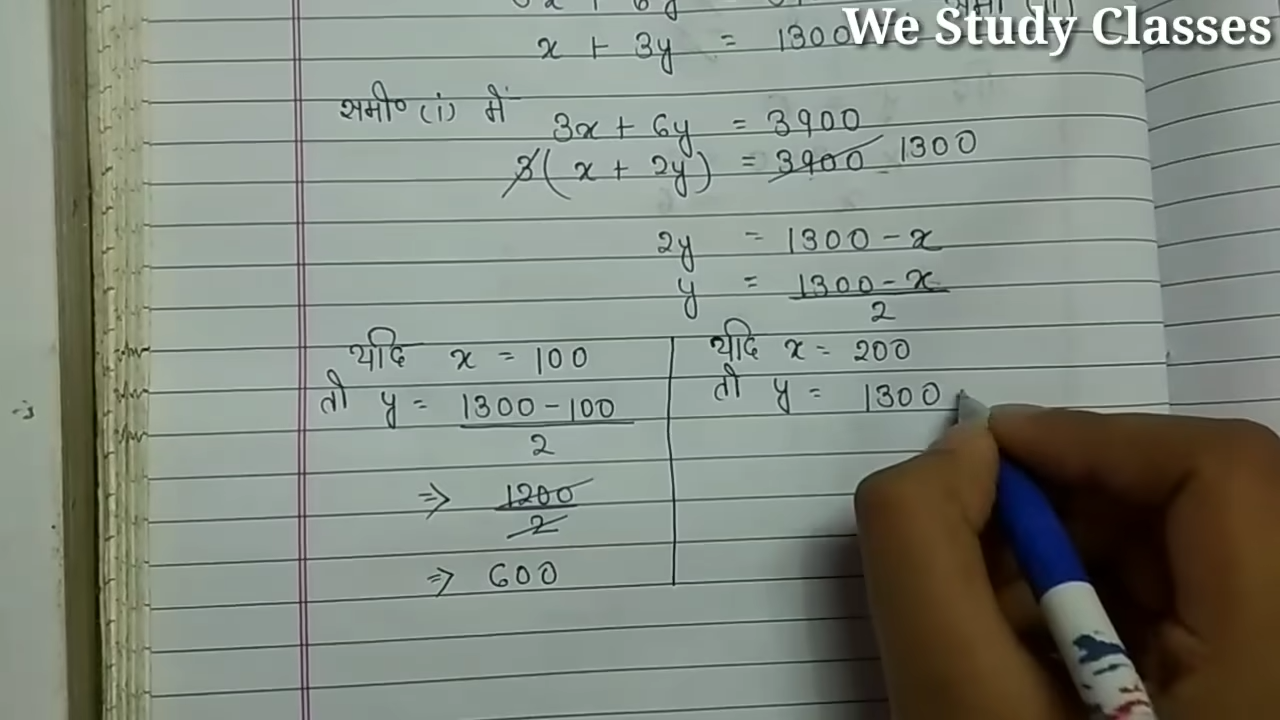 We Study Classes
x + 3y = 1300
समी० (i) में
3x + 6y = 3900
3(x + 2y) = 3900 1300
2y = 1300 - x
y = 1300 - x / 2
यदि x = 100
तो y = 1300 - 100 / 2
⇒ 1200 / 2
⇒ 600
यदि x = 200
तो y = 1300